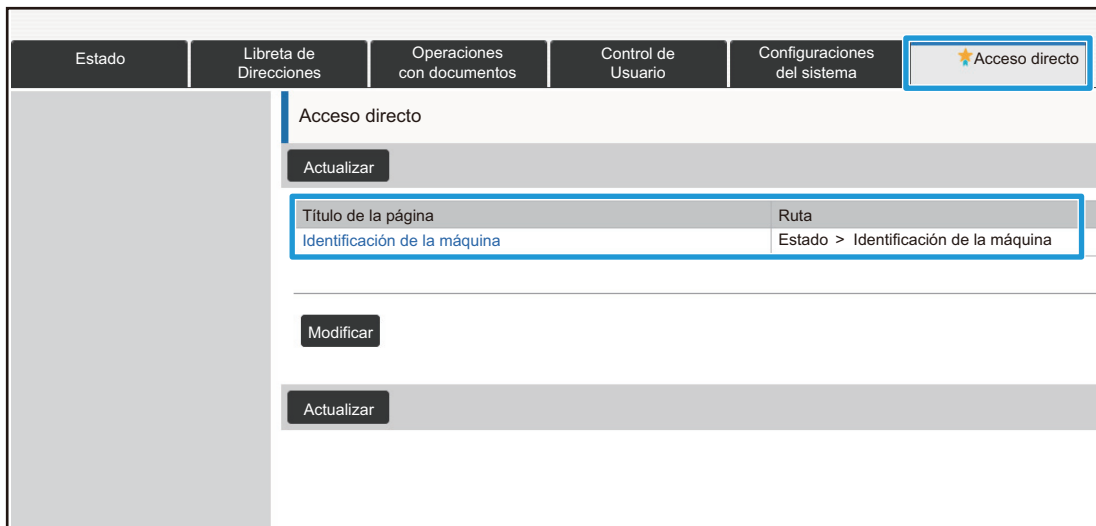 Estado
Libreta de
Direcciones
Operaciones
con documentos
Control de
Usuario
Configuraciones
del sistema
Acceso directo
Acceso directo
Actualizar
Título de la página
Ruta
Identificación de la máquina
Estado > Identificación de la máquina
Modificar
Actualizar